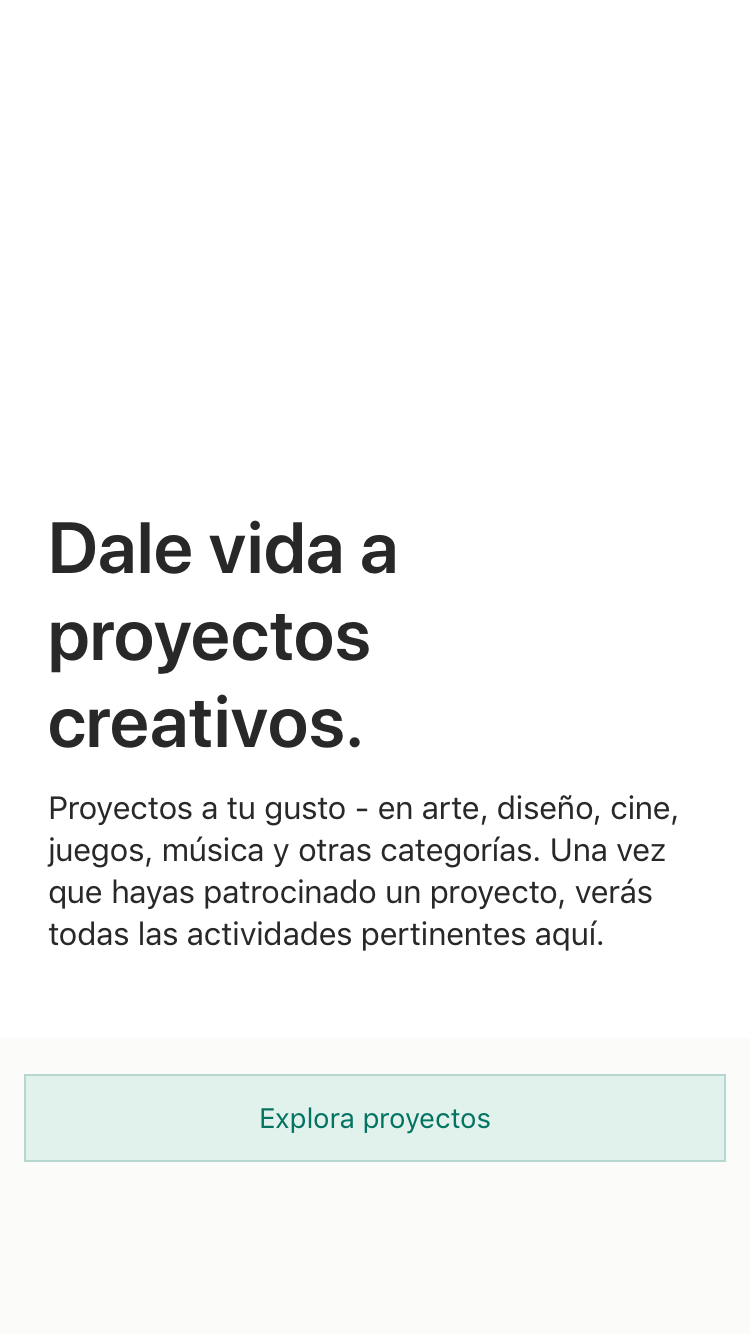 Dale vida a
proyectos
creativos.
Proyectos a tu gusto - en arte, diseño, cine,
juegos, música y otras categorías. Una vez
que hayas patrocinado un proyecto, verás
todas las actividades pertinentes aquí.
Explora proyectos